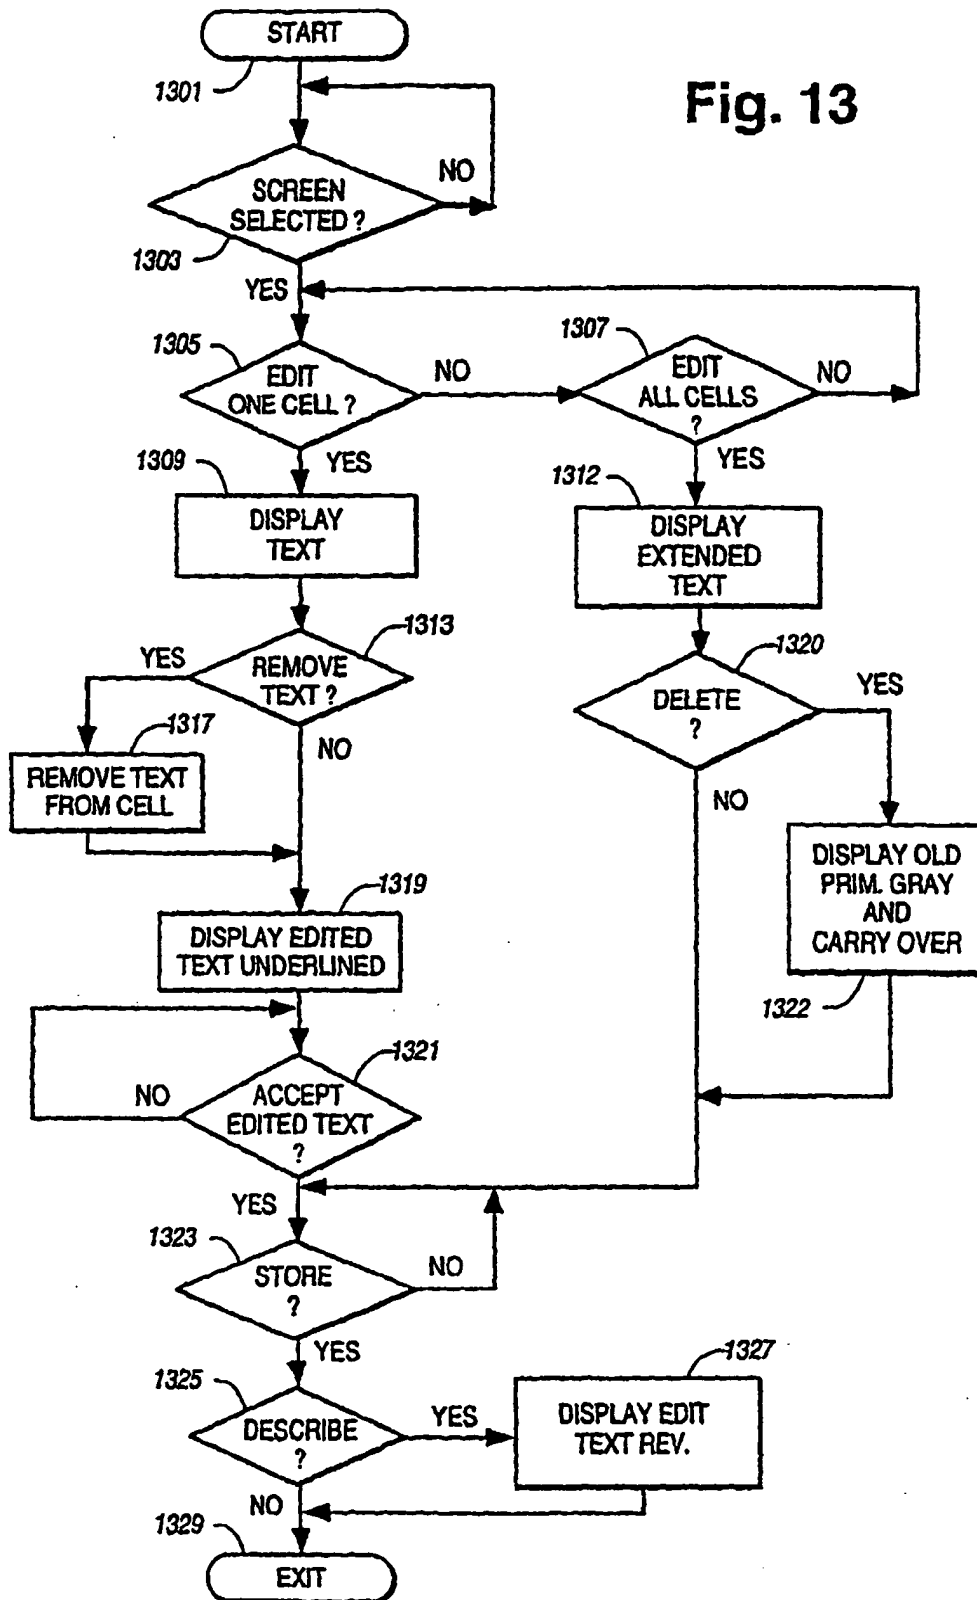 START
1301
Fig. 13
NO
SCREEN
SELECTED ?
1303
YES
1305
EDIT
ONE CELL ?
NO
1307
EDIT
ALL CELLS
?
NO
YES
YES
1309
DISPLAY
TEXT
1312
DISPLAY
EXTENDED
TEXT
1313
YES
REMOVE
TEXT ?
NO
1317
REMOVE TEXT
FROM CELL
1320
DELETE
?
YES
NO
DISPLAY OLD
PRIM. GRAY
AND
CARRY OVER
1322
1319
DISPLAY EDITED
TEXT UNDERLINED
1321
NO
ACCEPT
EDITED TEXT
?
YES
1323
STORE
?
NO
YES
1325
DESCRIBE
?
YES
1327
DISPLAY EDIT
TEXT REV.
NO
1329
EXIT